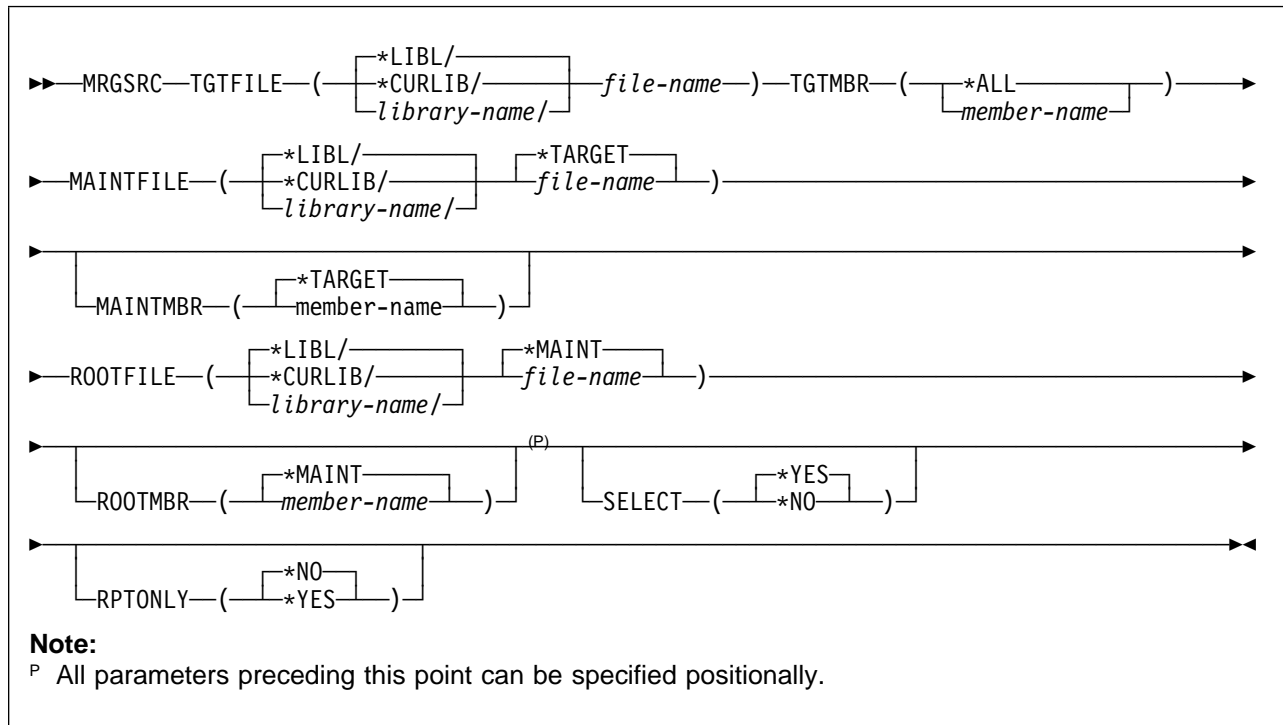 *LIBL/
MRGSRC TGTFILE ( *CURLIB/ file-name ) TGTMBR ( *ALL )
library-name/ member-name
*LIBL/ *TARGET
MAINTFILE ( *CURLIB/ file-name )
library-name/
*TARGET
MAINTMBR ( member-name )
*LIBL/ *MAINT
ROOTFILE ( *CURLIB/ file-name )
library-name/
(P)
*MAINT *YES
ROOTMBR ( member-name ) SELECT ( *NO )
*NO
RPTONLY ( *YES )
Note:
P All parameters preceding this point can be specified positionally.